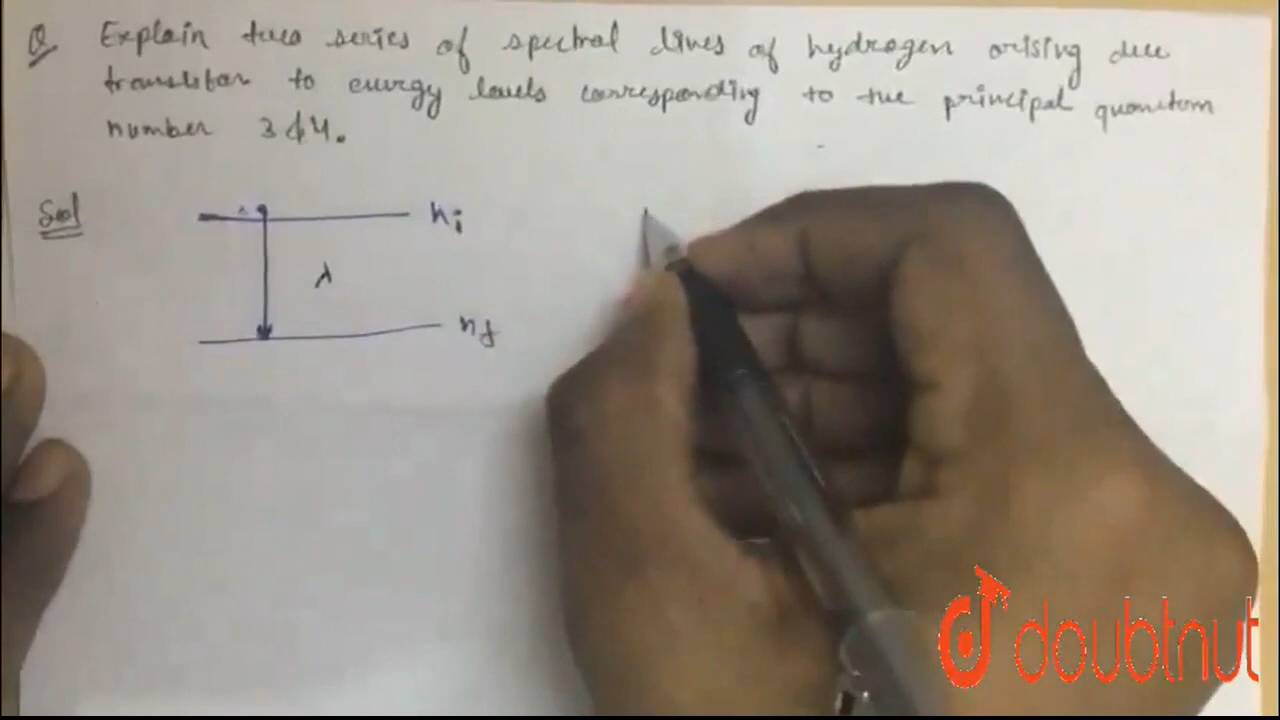 Q Explain two series of spectral lines of hydrogen arising due
transition to energy levels corresponding to the principal quantum
number 3 & 4.
Sol
ni
λ
nf
doubtnut